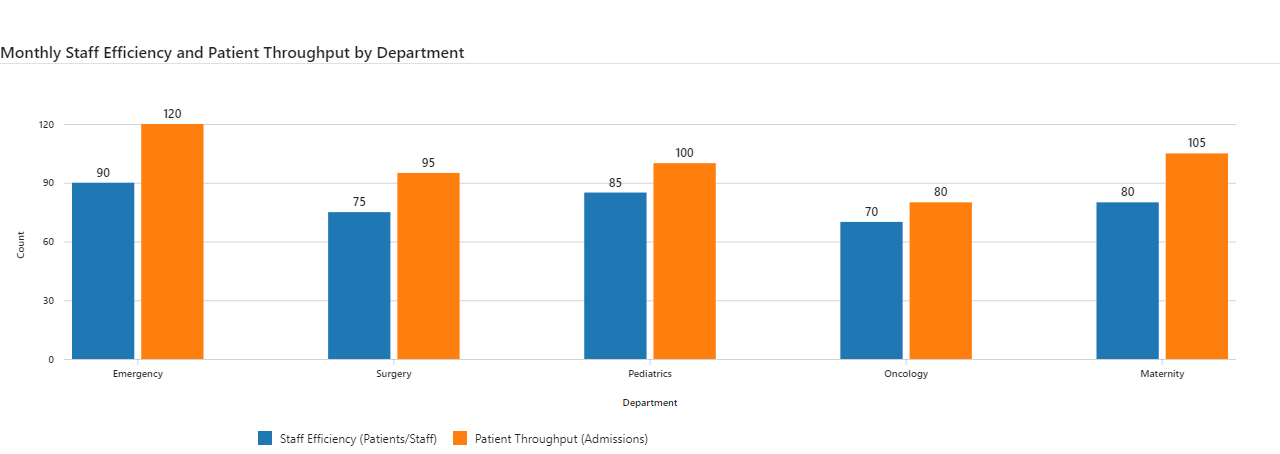 Monthly Staff Efficiency and Patient Throughput by Department
120
90
60
30
0
Count
90
120
75
95
85
100
70
80
80
105
Emergency
Surgery
Pediatrics
Oncology
Maternity
Department
Staff Efficiency (Patients/Staff)
Patient Throughput (Admissions)